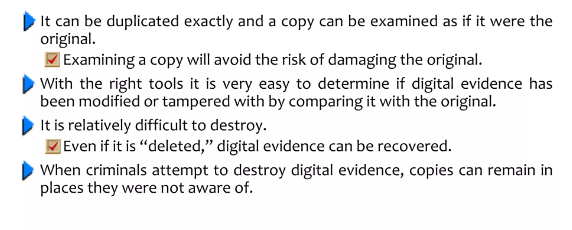 It can be duplicated exactly and a copy can be examined as if it were the
original.
Examining a copy will avoid the risk of damaging the original.
With the right tools it is very easy to determine if digital evidence has
been modified or tampered with by comparing it with the original.
It is relatively difficult to destroy.
Even if it is “deleted,” digital evidence can be recovered.
When criminals attempt to destroy digital evidence, copies can remain in
places they were not aware of.